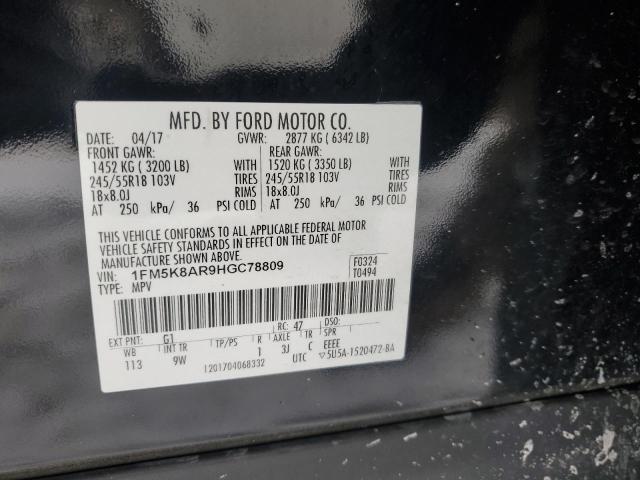 MFD. BY FORD MOTOR CO.
DATE: 04/17 GVWR: 2877 KG ( 6342 LB)
FRONT GAWR: REAR GAWR:
1452 KG ( 3200 LB) WITH 1520 KG ( 3350 LB) WITH
245/55R18 103V TIRES 245/55R18 103V TIRES
18x8.0J RIMS 18x8.0J RIMS
AT 250 kPa/ 36 PSI COLD AT 250 kPa/ 36 PSI COLD
THIS VEHICLE CONFORMS TO ALL APPLICABLE FEDERAL MOTOR
VEHICLE SAFETY STANDARDS IN EFFECT ON THE DATE OF
MANUFACTURE SHOWN ABOVE.
VIN: 1FM5K8AR9HGC78809 F0324
TYPE: MPV T0494
EXT PNT: G1 RC: 47 DSO:
WB INT TR TP/PS R AXLE TR SPR
113 9W 1 3J C EEEE
1201704068332 UTC ▽5U5A-1520472-BA